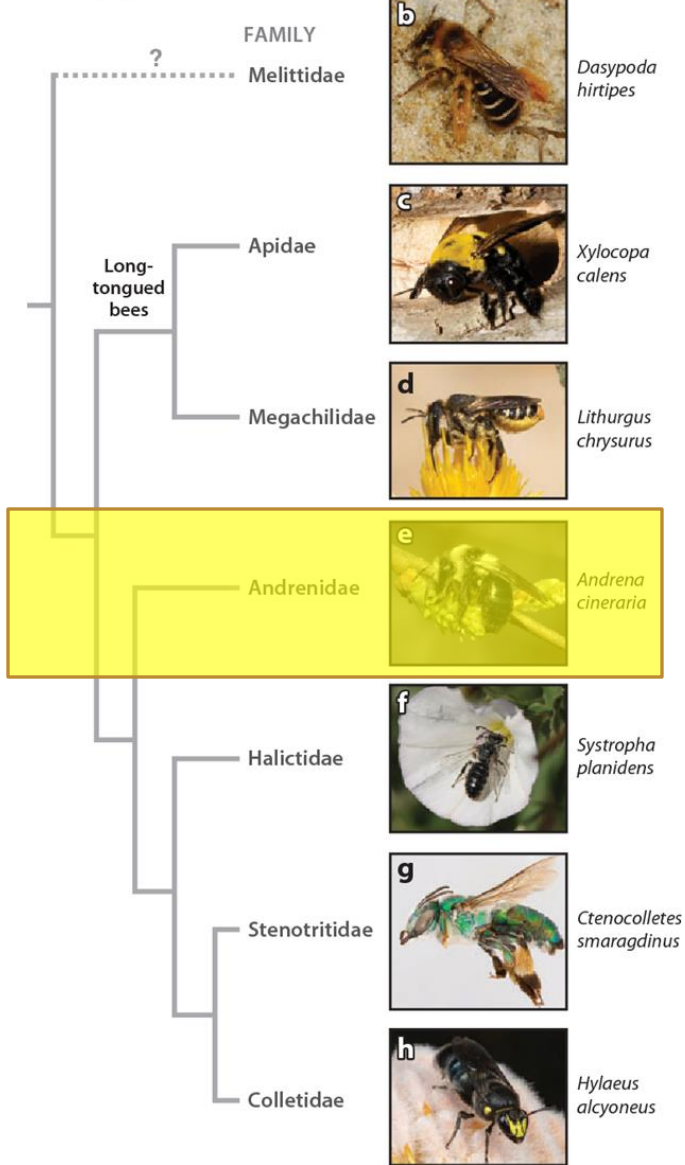 FAMILY
?
Melittidae
b
Dasypoda
hirtipes
Apidae
c
Xylocopa
calens
Long-
tongued
bees
Megachilidae
d
Lithurgus
chrysurus
Andrenidae
e
Andrena
cineraria
Halictidae
f
Systropha
planidens
Stenotritidae
g
Ctenocolletes
smaragdinus
Colletidae
h
Hylaeus
alcyoneus